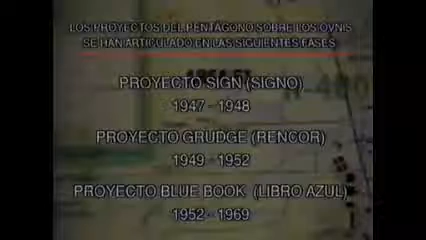 LOS PROYECTOS DEL PENTÁGONO SOBRE LOS OVNIS
SE HAN ARTICULADO EN LAS SIGUIENTES FASES
PROYECTO SIGN (SIGNO)
1947 - 1948
PROYECTO GRUDGE (RENCOR)
1949 - 1952
PROYECTO BLUE BOOK (LIBRO AZUL)
1952 - 1969